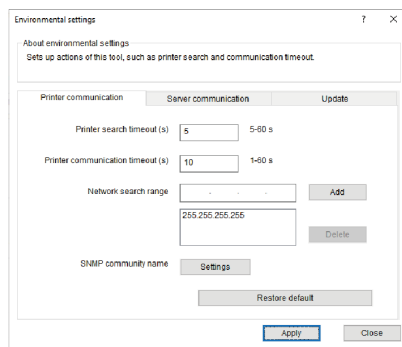 Environmental settings ? X
About environmental settings
Sets up actions of this tool, such as printer search and communication timeout.
Printer communication Server communication Update
Printer search timeout (s) 5 5-60 s
Printer communication timeout (s) 10 1-60 s
Network search range . . . Add
255.255.255.255
Delete
SNMP community name Settings
Restore default
Apply Close